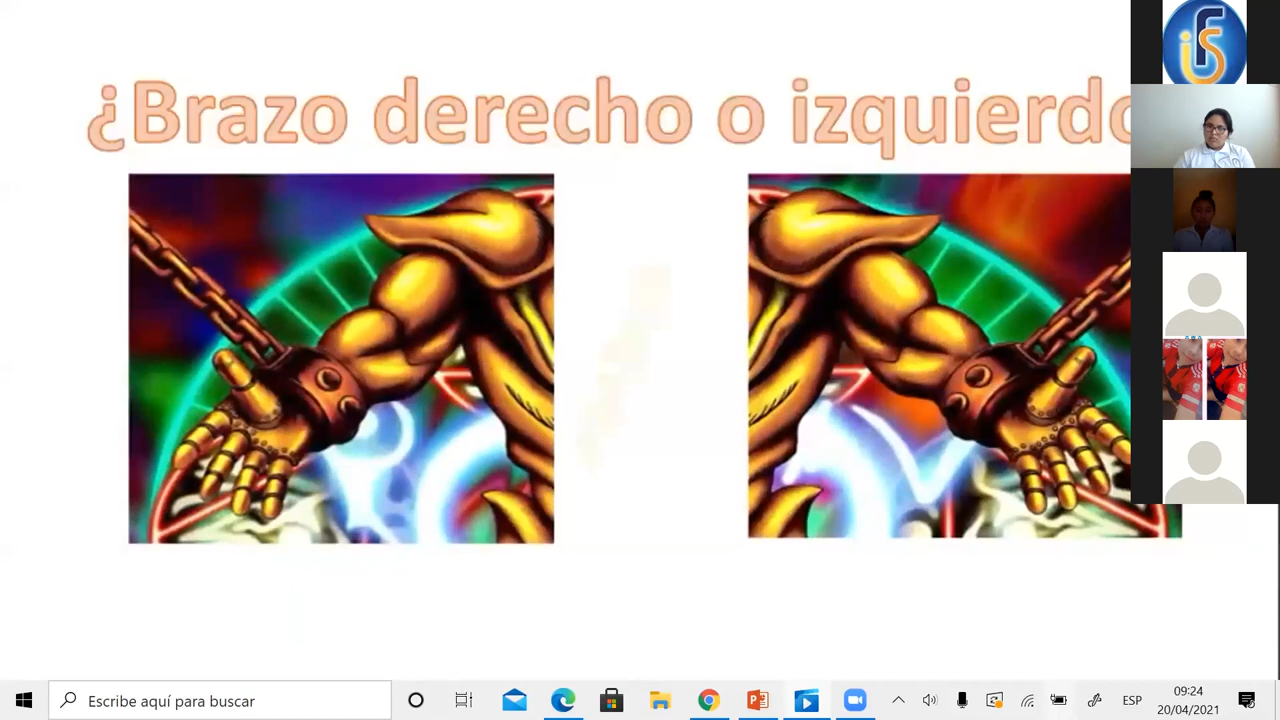 ¿Brazo derecho o izquierdo
Escribe aquí para buscar
ESP
09:24
20/04/2021